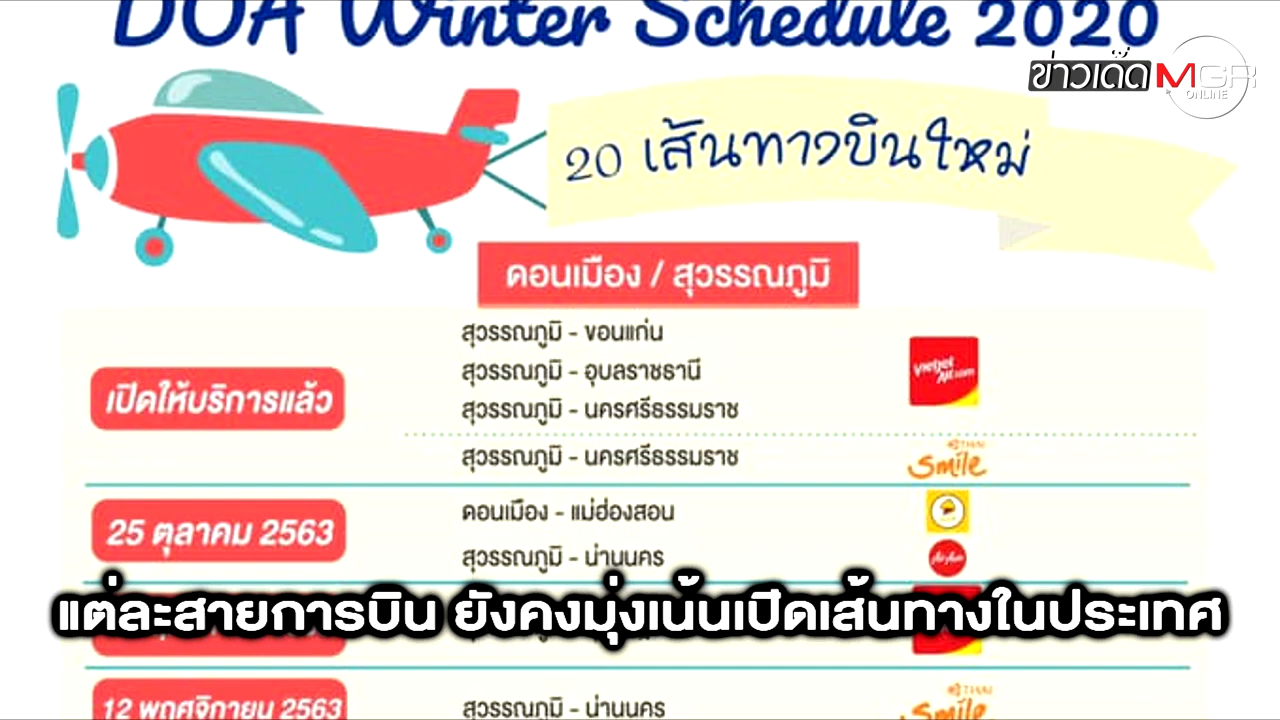 DOA Winter Schedule 2020
ข่าวเด็ด MGR
ONLINE
20 เส้นทางบินใหม่
ดอนเมือง / สุวรรณภูมิ
เปิดให้บริการแล้ว
สุวรรณภูมิ - ขอนแก่น
สุวรรณภูมิ - อุบลราชธานี
สุวรรณภูมิ - นครศรีธรรมราช
vietjet
Air.com
สุวรรณภูมิ - นครศรีธรรมราช
THAI
Smile
25 ตุลาคม 2563
ดอนเมือง - แม่ฮ่องสอน
สุวรรณภูมิ - น่านนคร
AirAsia
แต่ละสายการบิน ยังคงมุ่งเน้นเปิดเส้นทางในประเทศ
12 พฤศจิกายน 2563
สุวรรณภูมิ - น่านนคร
THAI
Smile